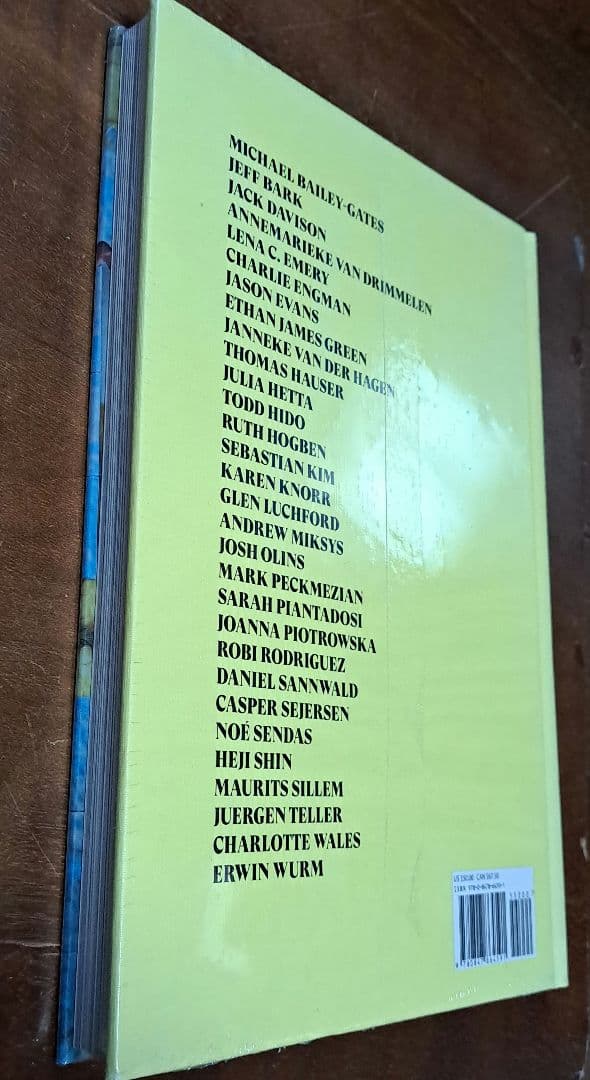 MICHAEL BAILEY-GATES
JEFF BARK
JACK DAVISON
ANNEMARIEKE VAN DRIMMELEN
LENA C. EMERY
CHARLIE ENGMAN
JASON EVANS
ETHAN JAMES GREEN
JANNEKE VAN DER HAGEN
THOMAS HAUSER
JULIA HETTA
TODD HIDO
RUTH HOGBEN
SEBASTIAN KIM
KAREN KNORR
GLEN LUCHFORD
ANDREW MIKSYS
JOSH OLINS
MARK PECKMEZIAN
SARAH PIANTADOSI
JOANNA PIOTROWSKA
ROBI RODRIGUEZ
DANIEL SANNWALD
CASPER SEJERSEN
NOÉ SENDAS
HEJI SHIN
MAURITS SILLEM
JUERGEN TELLER
CHARLOTTE WALES
ERWIN WURM
ISBN